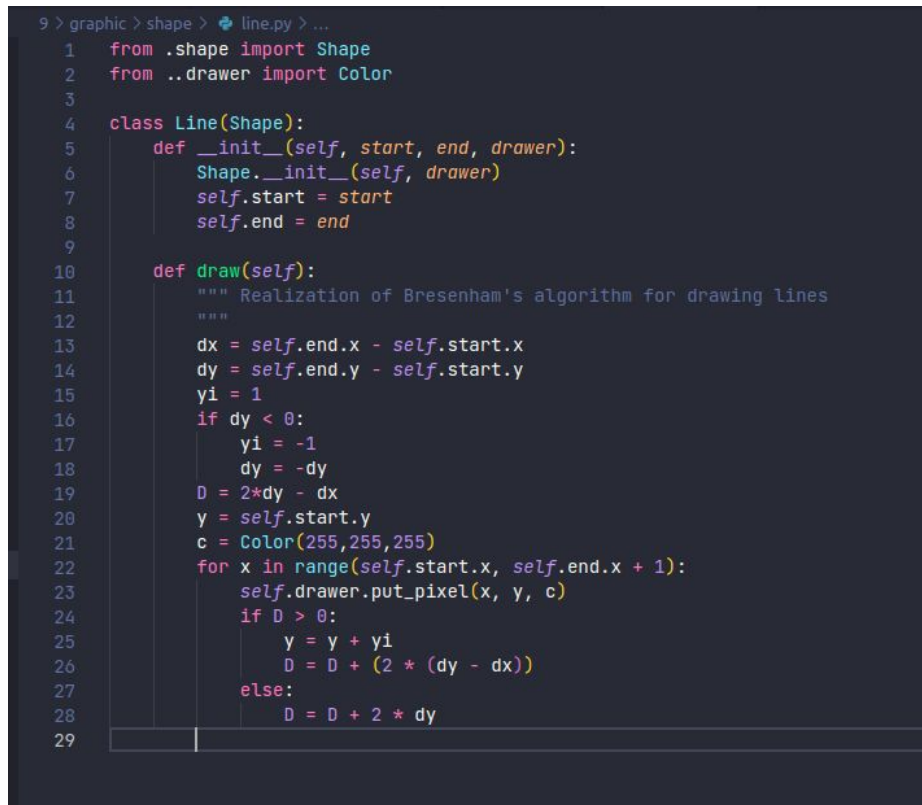 9 > graphic > shape > line.py > ...
1 from .shape import Shape
2 from ..drawer import Color
3
4 class Line(Shape):
5     def __init__(self, start, end, drawer):
6         Shape.__init__(self, drawer)
7         self.start = start
8         self.end = end
9
10     def draw(self):
11         """ Realization of Bresenham's algorithm for drawing lines
12         """
13         dx = self.end.x - self.start.x
14         dy = self.end.y - self.start.y
15         yi = 1
16         if dy < 0:
17             yi = -1
18             dy = -dy
19         D = 2*dy - dx
20         y = self.start.y
21         c = Color(255,255,255)
22         for x in range(self.start.x, self.end.x + 1):
23             self.drawer.put_pixel(x, y, c)
24             if D > 0:
25                 y = y + yi
26                 D = D + (2 * (dy - dx))
27             else:
28                 D = D + 2 * dy
29